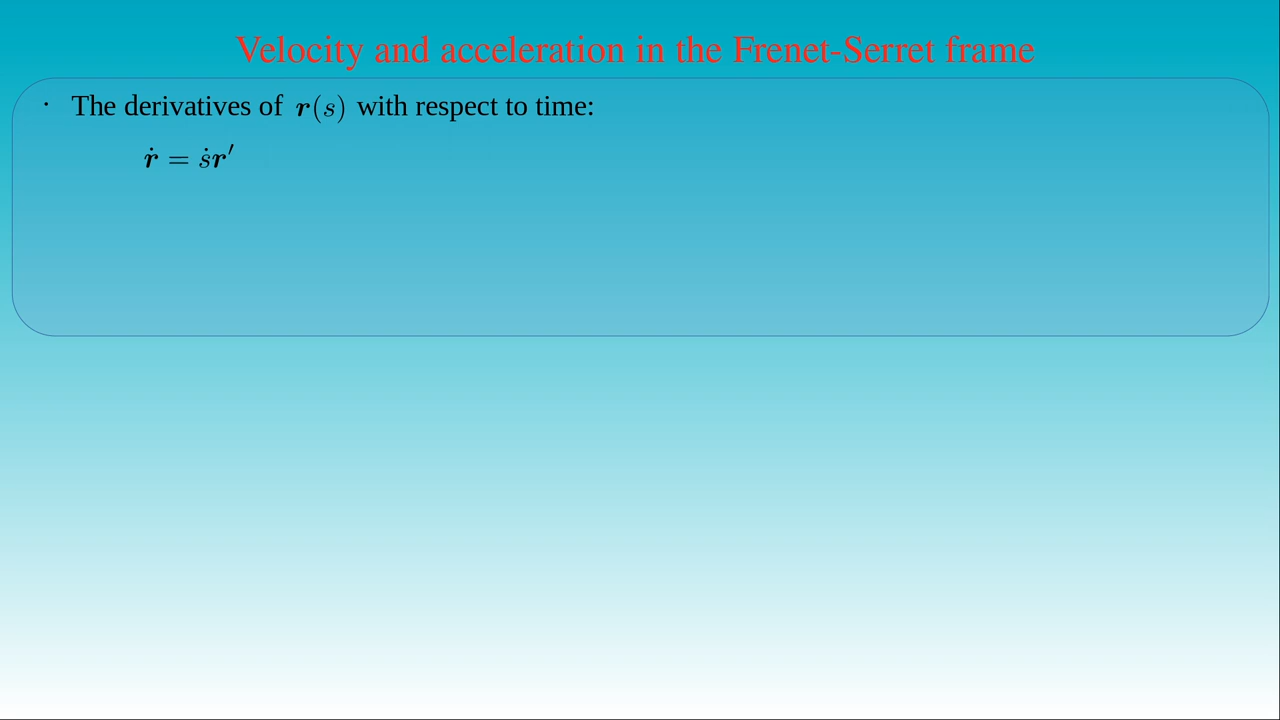 Velocity and acceleration in the Frenet-Serret frame
· The derivatives of r(s) with respect to time:
ṙ = ṡr′